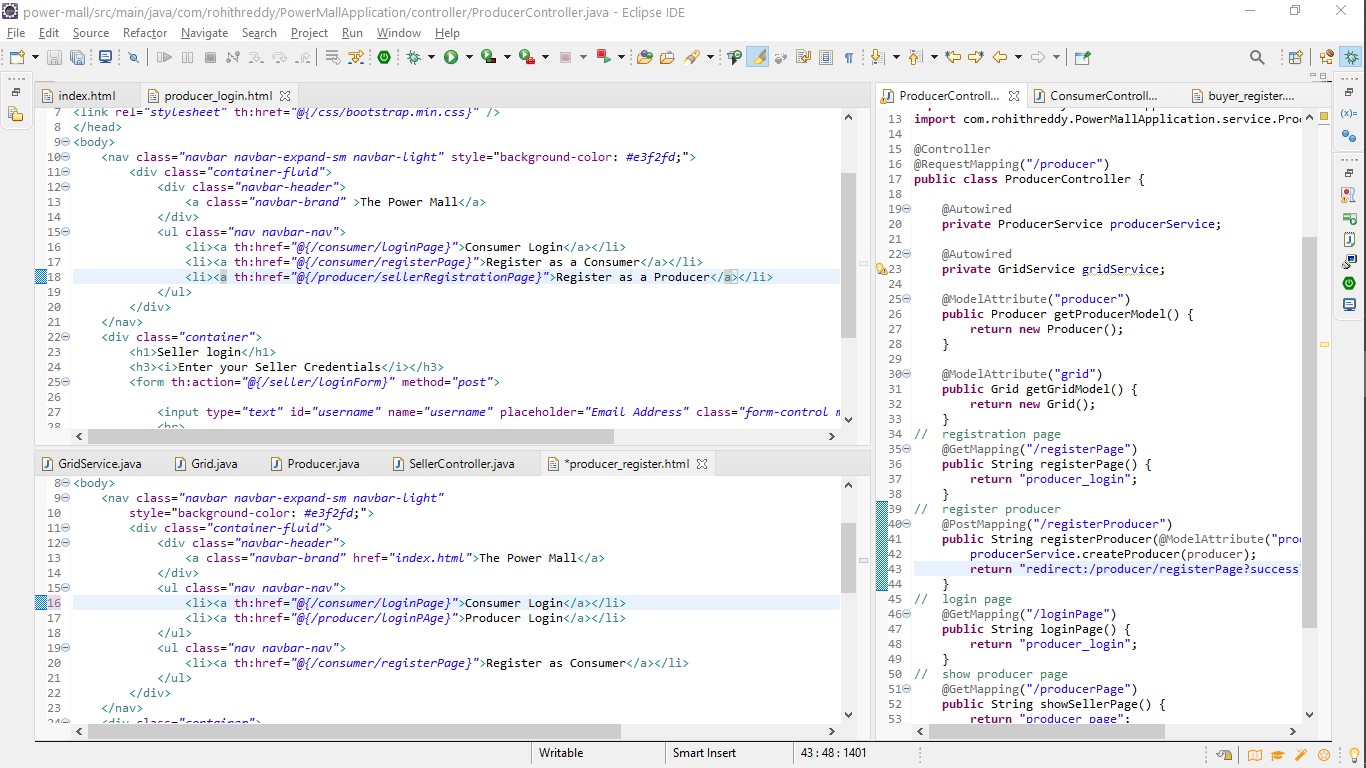 power-mall/src/main/java/com/rohithreddy/PowerMallApplication/controller/ProducerController.java - Eclipse IDE
File Edit Source Refactor Navigate Search Project Run Window Help
index.html producer_login.html
7 <link rel="stylesheet" th:href="@{/css/bootstrap.min.css}" />
8 </head>
9 <body>
10 <nav class="navbar navbar-expand-sm navbar-light" style="background-color: #e3f2fd;">
11 <div class="container-fluid">
12 <div class="navbar-header">
13 <a class="navbar-brand" >The Power Mall</a>
14 </div>
15 <ul class="nav navbar-nav">
16 <li><a th:href="@{/consumer/loginPage}">Consumer Login</a></li>
17 <li><a th:href="@{/consumer/registerPage}">Register as a Consumer</a></li>
18 <li><a th:href="@{/producer/sellerRegistrationPage}">Register as a Producer</a></li>
19 </ul>
20 </div>
21 </nav>
22 <div class="container">
23 <h1>Seller login</h1>
24 <h3><i>Enter your Seller Credentials</i></h3>
25 <form th:action="@{/seller/loginForm}" method="post">
26
27 <input type="text" id="username" name="username" placeholder="Email Address" class="form-control m
28 <br>
GridService.java Grid.java Producer.java SellerController.java *producer_register.html
8 <body>
9 <nav class="navbar navbar-expand-sm navbar-light"
10 style="background-color: #e3f2fd;">
11 <div class="container-fluid">
12 <div class="navbar-header">
13 <a class="navbar-brand" href="index.html">The Power Mall</a>
14 </div>
15 <ul class="nav navbar-nav">
16 <li><a th:href="@{/consumer/loginPage}">Consumer Login</a></li>
17 <li><a th:href="@{/producer/loginPAge}">Producer Login</a></li>
18 </ul>
19 <ul class="nav navbar-nav">
20 <li><a th:href="@{/consumer/registerPage}">Register as Consumer</a></li>
21 </ul>
22 </div>
23 </nav>
24 <div class="container">
ProducerControll... ConsumerControll... buyer_register....
13 import com.rohithreddy.PowerMallApplication.service.Pro
14
15 @Controller
16 @RequestMapping("/producer")
17 public class ProducerController {
18
19 @Autowired
20 private ProducerService producerService;
21
22 @Autowired
23 private GridService gridService;
24
25 @ModelAttribute("producer")
26 public Producer getProducerModel() {
27 return new Producer();
28 }
29
30 @ModelAttribute("grid")
31 public Grid getGridModel() {
32 return new Grid();
33 }
34 // registration page
35 @GetMapping("/registerPage")
36 public String registerPage() {
37 return "producer_login";
38 }
39 // register producer
40 @PostMapping("/registerProducer")
41 public String registerProducer(@ModelAttribute("prod
42 producerService.createProducer(producer);
43 return "redirect:/producer/registerPage?success"
44 }
45 // login page
46 @GetMapping("/loginPage")
47 public String loginPage() {
48 return "producer_login";
49 }
50 // show producer page
51 @GetMapping("/producerPage")
52 public String showSellerPage() {
53 return "producer_page";
Writable Smart Insert 43 : 48 : 1401